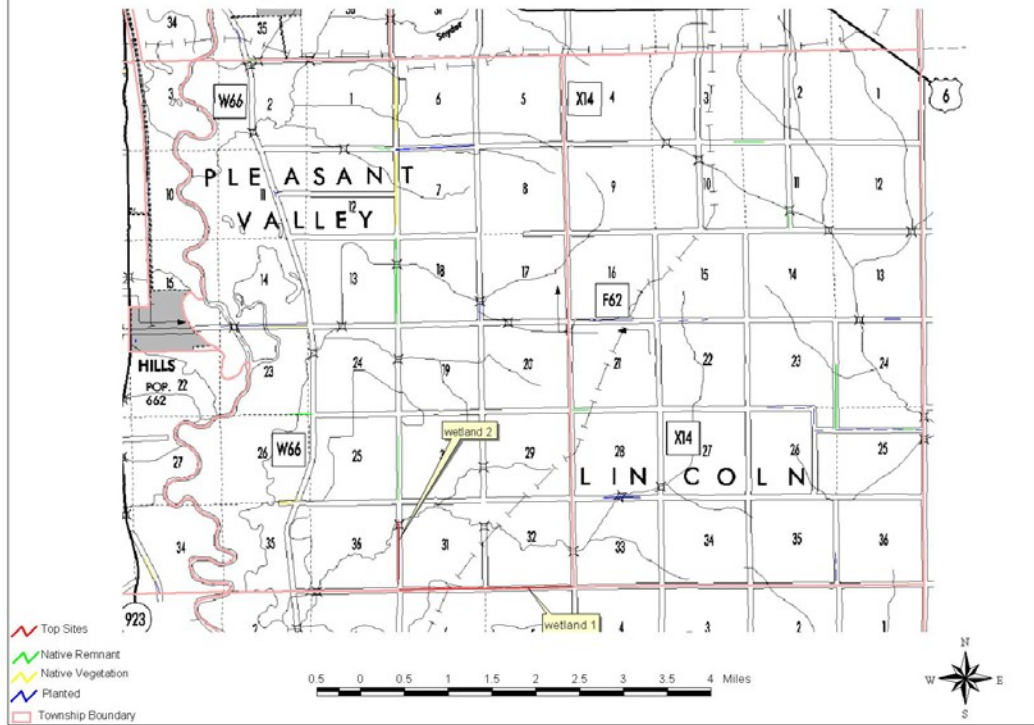 34 35 36 31
Snyder
3 W66 2 1 6 5 X14 4 3 2 1 6
PLEASANT
10 11 12 7 8 9 10 11 12
VALLEY
15 14 13 18 17 16 15 14 13
F62
HILLS
POP.
662
22 23 24 19 20 21 22 23 24
wetland 2
27 26 W66 25 29 28 X14 27 26 25
LINCOLN
34 35 36 31 32 33 34 35 36
923
wetland 1
4 3 2 1
Top Sites
Native Remnant
Native Vegetation
Planted
Township Boundary
0.5 0 0.5 1 1.5 2 2.5 3 3.5 4 Miles
N
W E
S